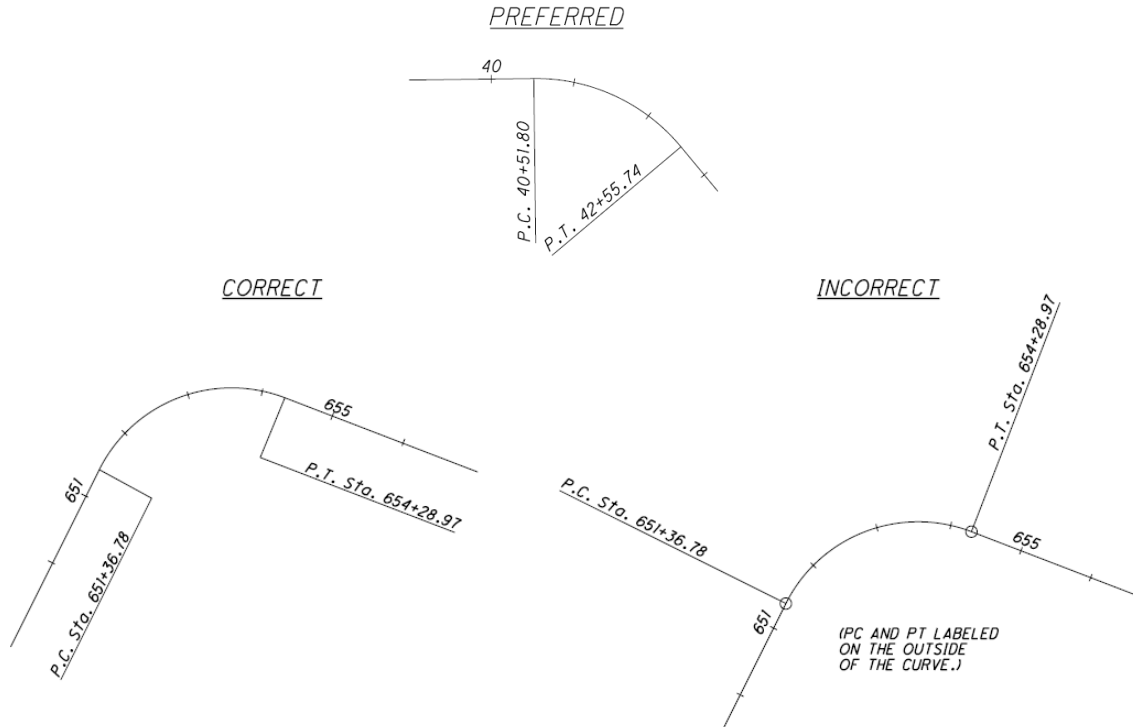 PREFERRED
40
P.C. 40+51.80
P.T. 42+55.74
CORRECT
651
655
P.C. Sta. 651+36.78
P.T. Sta. 654+28.97
INCORRECT
P.T. Sta. 654+28.97
P.C. Sta. 651+36.78
651
655
(PC AND PT LABELED
ON THE OUTSIDE
OF THE CURVE.)